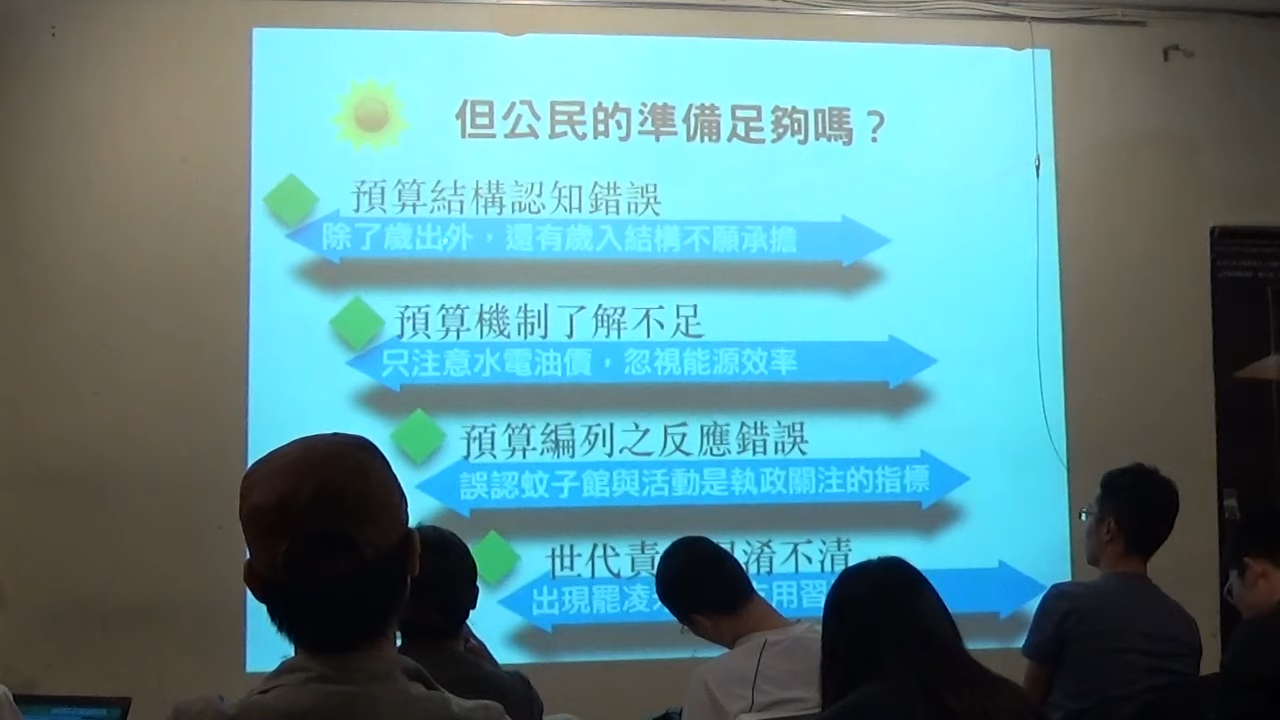 但公民的準備足夠嗎？
預算結構認知錯誤
除了歲出外，還有歲入結構不願承擔
預算機制了解不足
只注意水電油價，忽視能源效率
預算編列之反應錯誤
誤認蚊子館與活動是執政關注的指標
世代責 淆不清
出現罷凌 用習